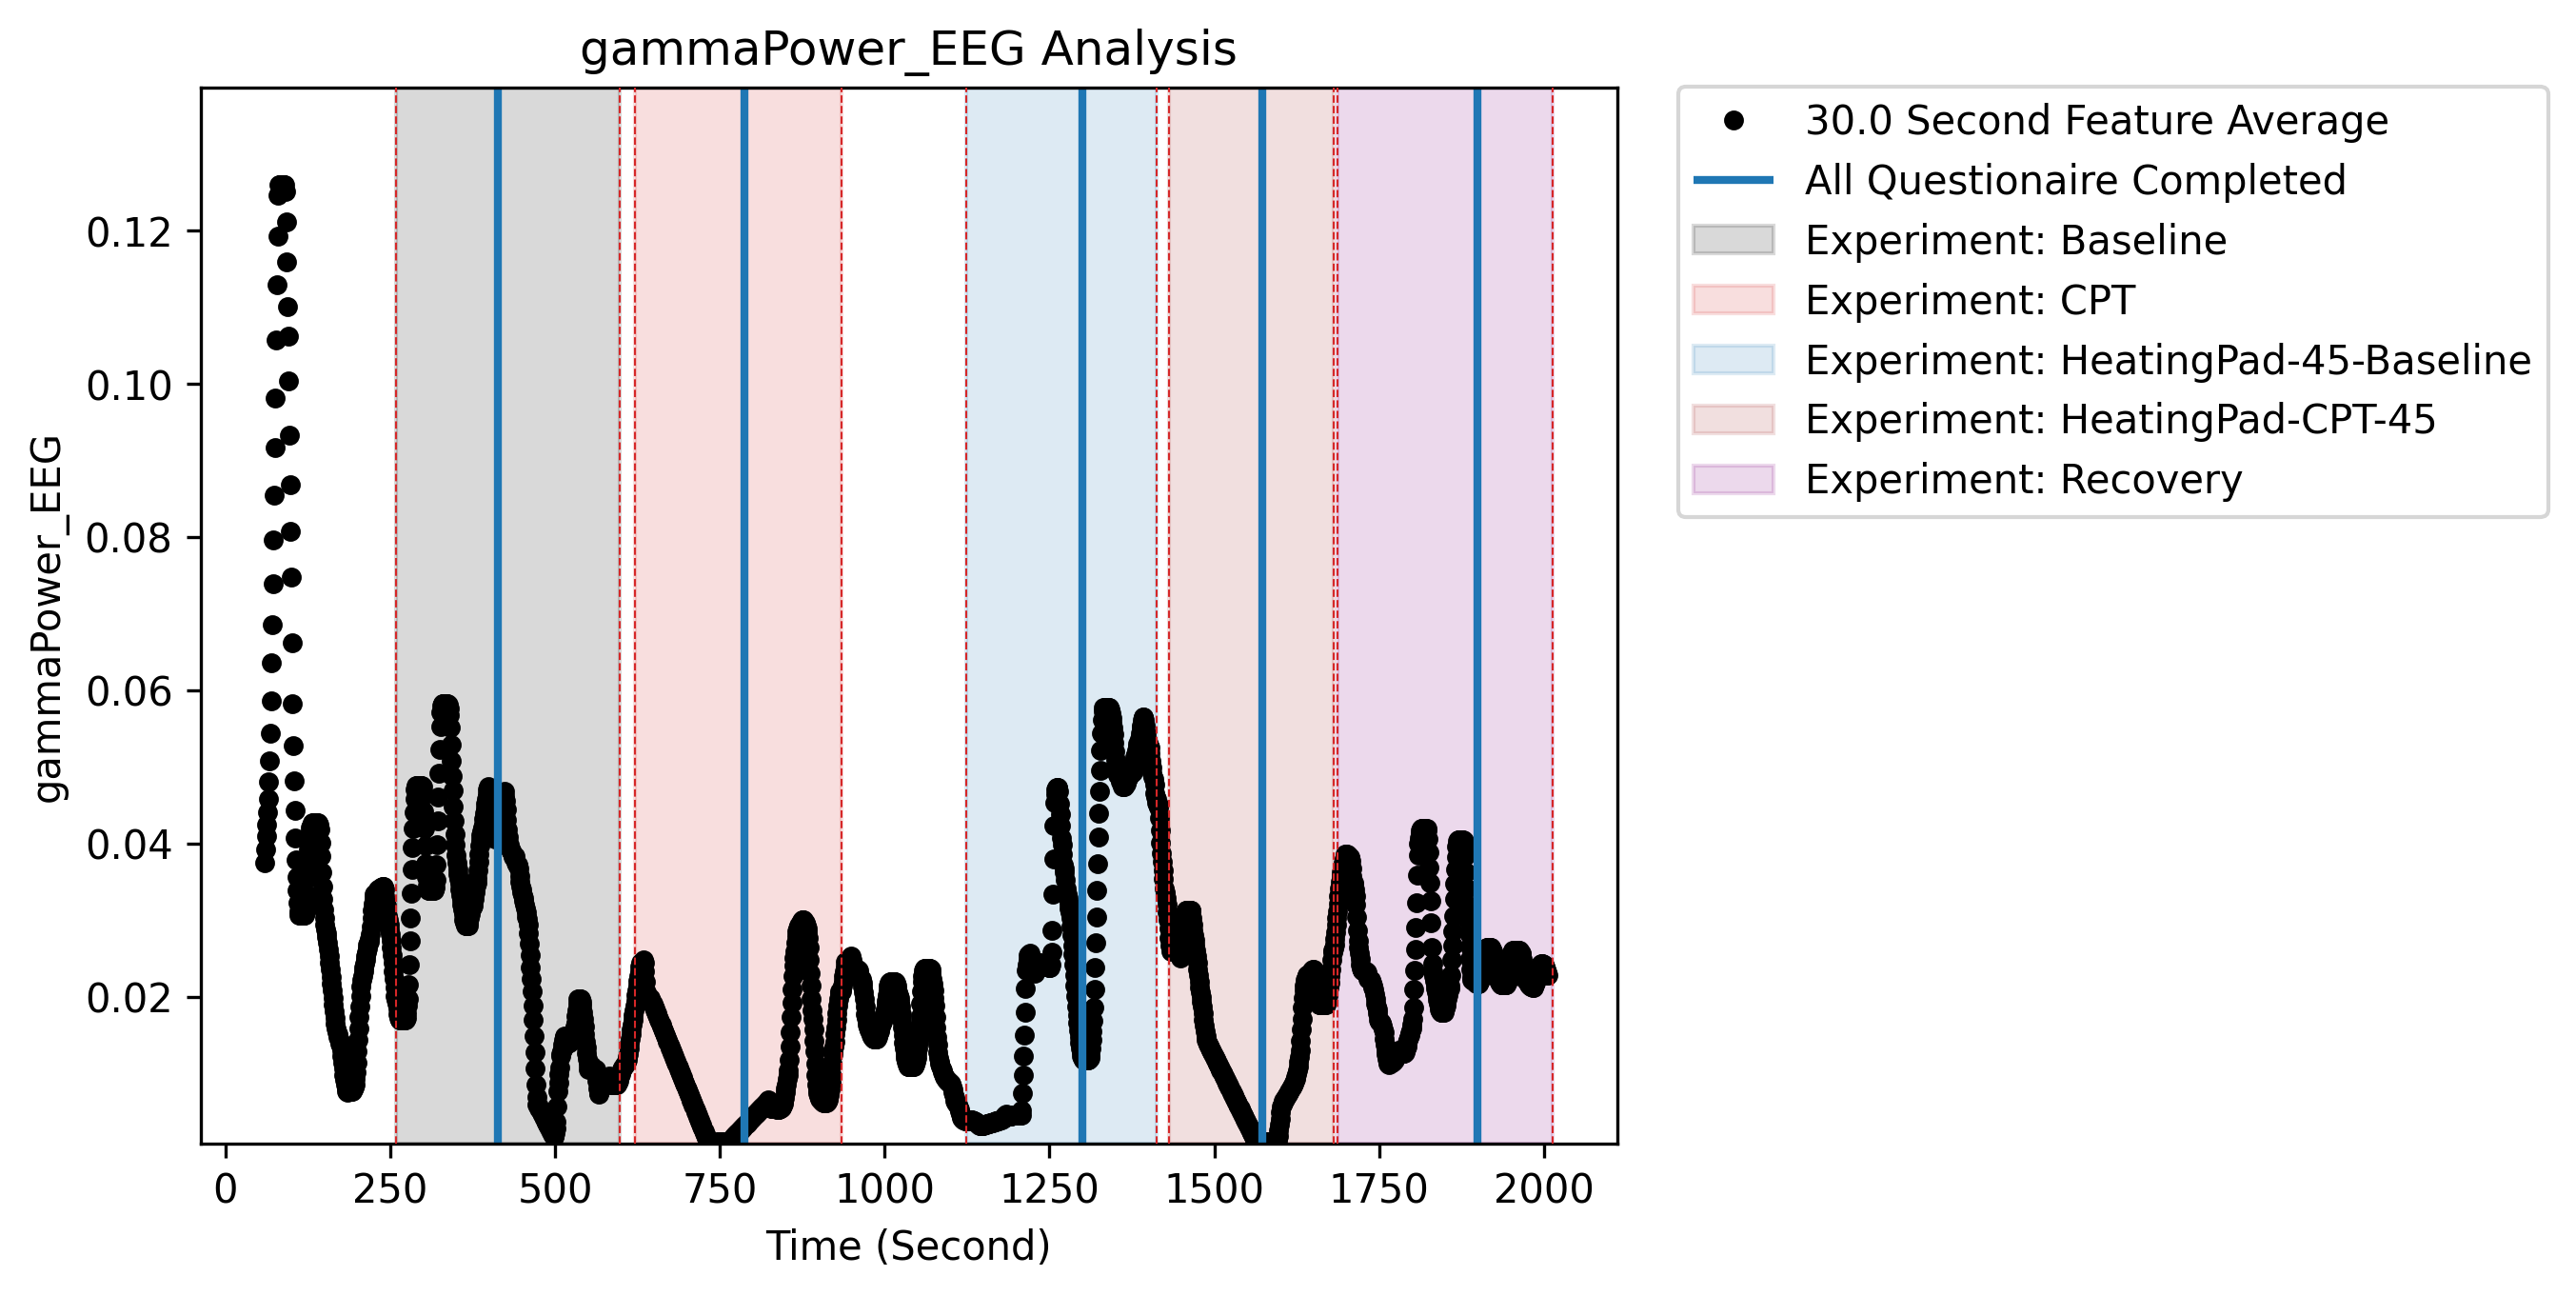 gammaPower_EEG Analysis
gammaPower_EEG
0.12
0.10
0.08
0.06
0.04
0.02
0 250 500 750 1000 1250 1500 1750 2000
Time (Second)
30.0 Second Feature Average
All Questionaire Completed
Experiment: Baseline
Experiment: CPT
Experiment: HeatingPad-45-Baseline
Experiment: HeatingPad-CPT-45
Experiment: Recovery